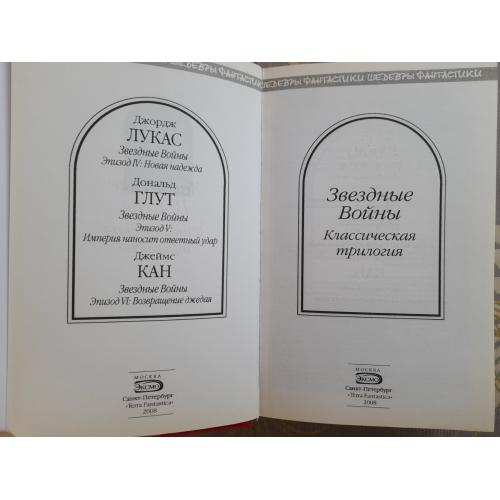 ШЕДЕВРЫ ФАНТАСТИКИ
Джордж
ЛУКАС
Звездные Войны
Эпизод IV: Новая надежда
Дональд
ГЛУТ
Звездные Войны
Эпизод V:
Империя наносит ответный удар
Джеймс
КАН
Звездные Войны
Эпизод VI: Возвращение джедая
МОСКВА
ЭКСМО
Санкт-Петербург
«Terra Fantastica»
2008
ШЕДЕВРЫ ФАНТАСТИКИ ШЕДЕВРЫ ФАНТАСТИКИ
Звездные
Войны
Классическая
трилогия
МОСКВА
ЭКСМО
Санкт-Петербург
«Terra Fantastica»
2008